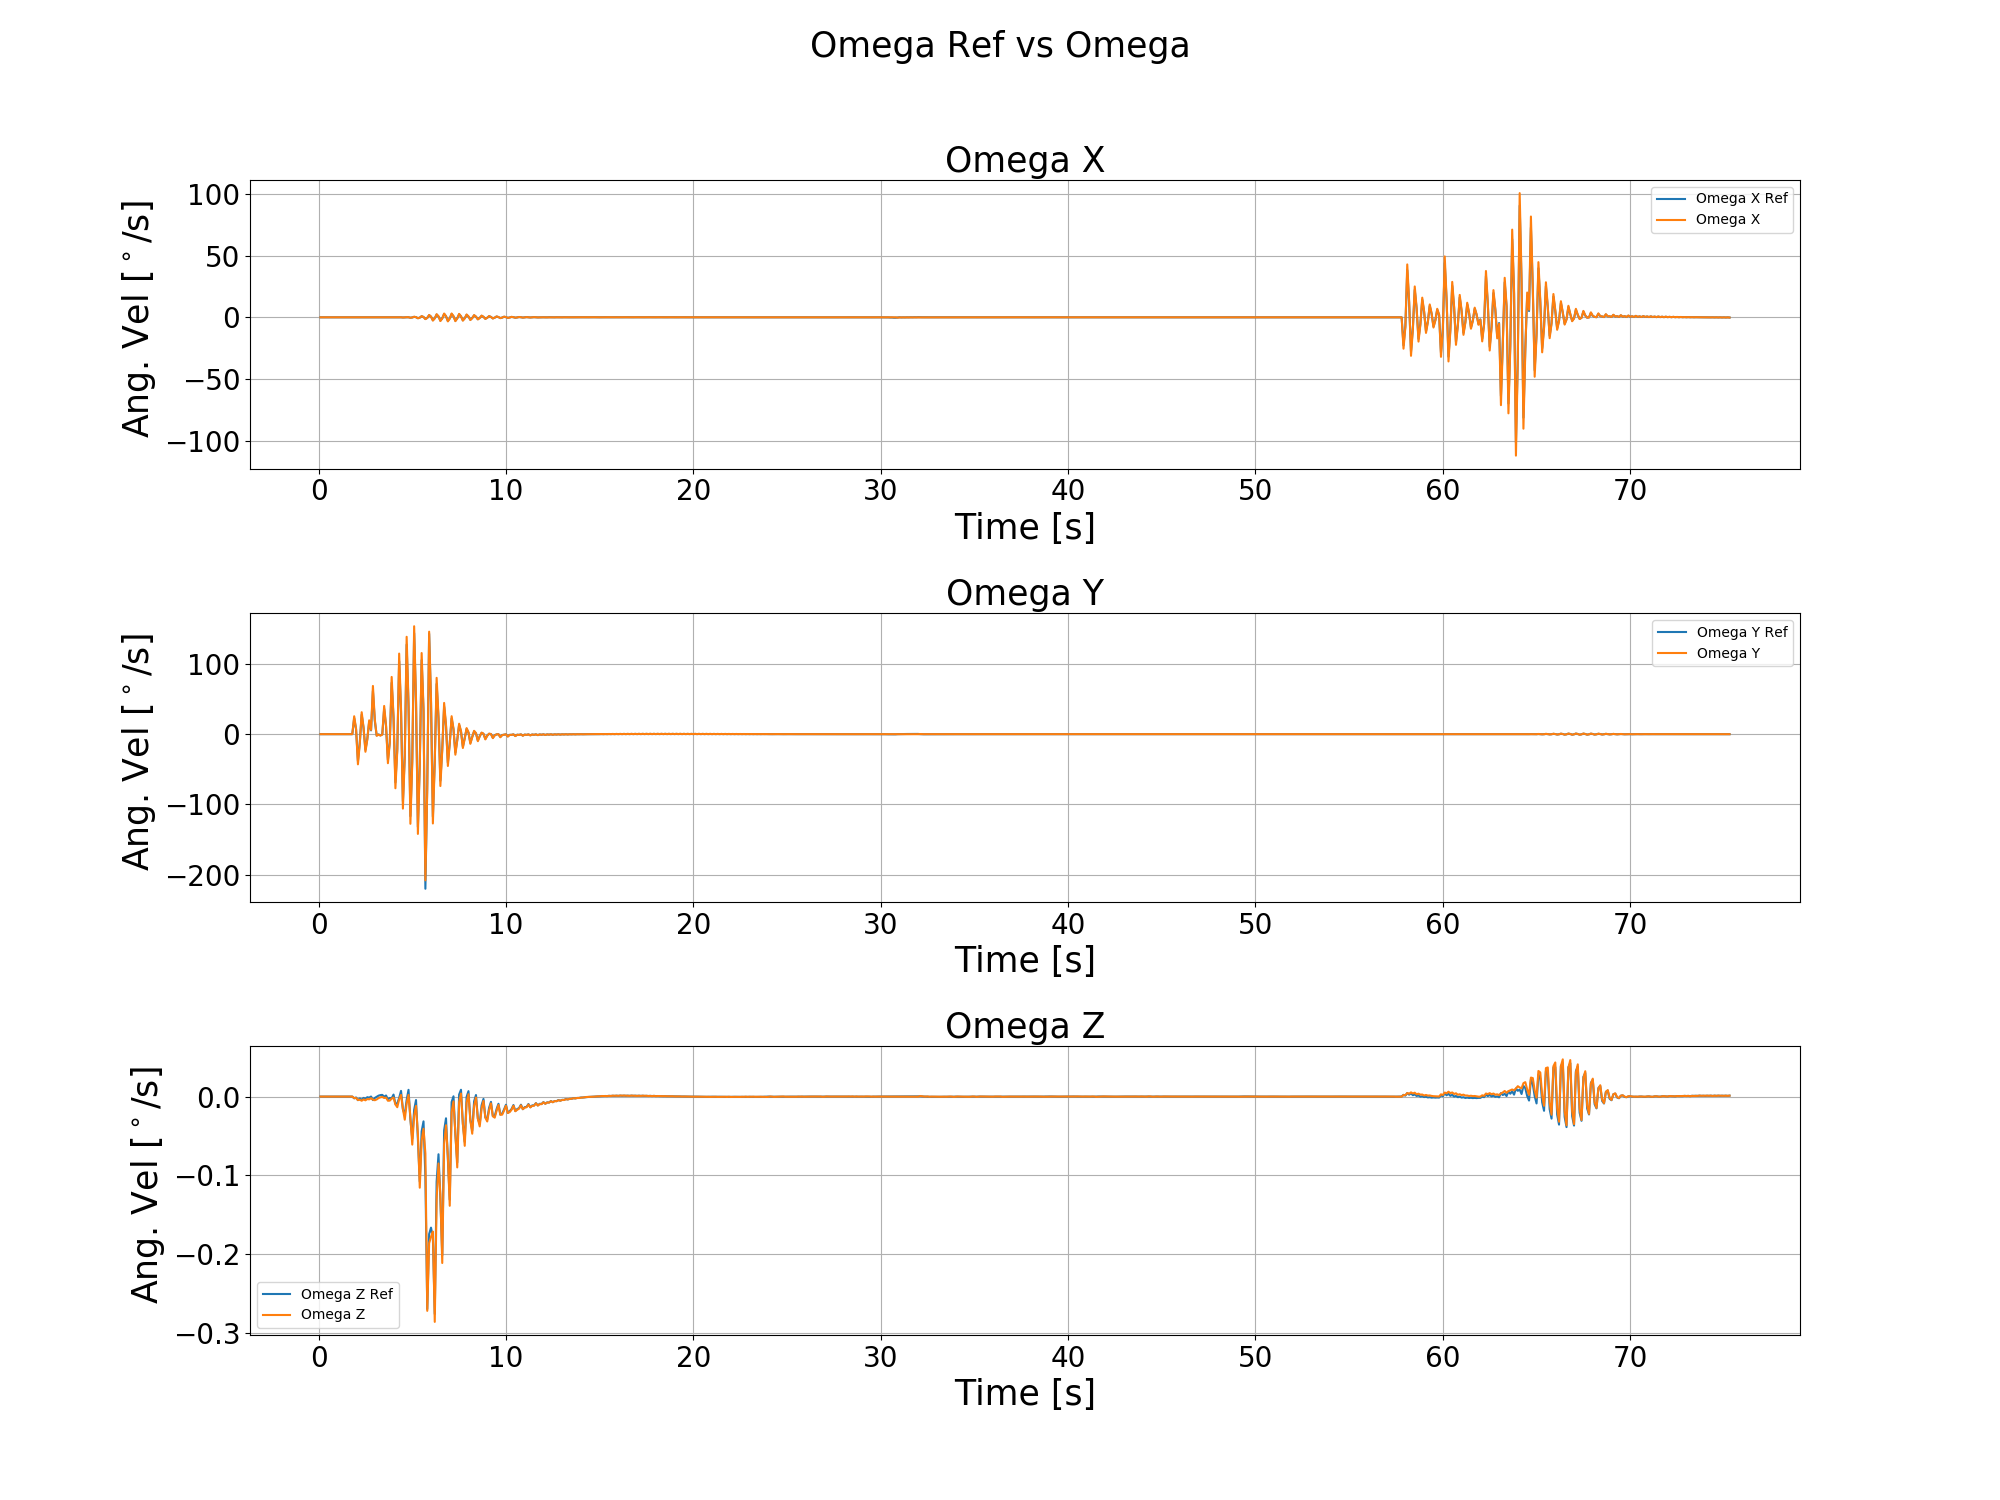 Omega Ref vs Omega
Omega X
Ang. Vel [°/s]
100
50
0
−50
−100
Omega X Ref
Omega X
0 10 20 30 40 50 60 70
Time [s]
Omega Y
Ang. Vel [°/s]
100
0
−100
−200
Omega Y Ref
Omega Y
0 10 20 30 40 50 60 70
Time [s]
Omega Z
Ang. Vel [°/s]
0.0
−0.1
−0.2
−0.3
Omega Z Ref
Omega Z
0 10 20 30 40 50 60 70
Time [s]